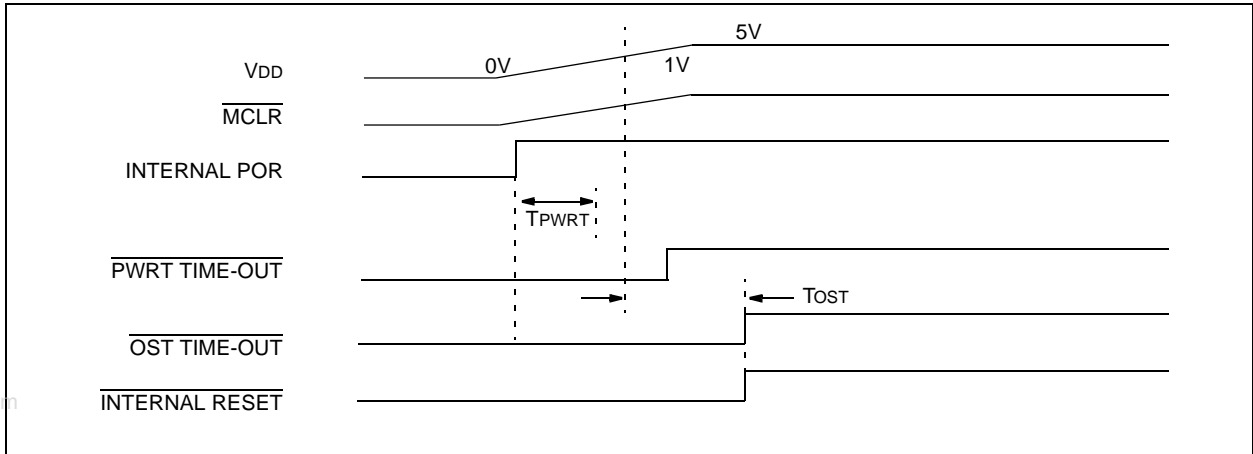 5V
0V
1V
VDD
MCLR
INTERNAL POR
TPWRT
PWRT TIME-OUT
TOST
OST TIME-OUT
INTERNAL RESET
m